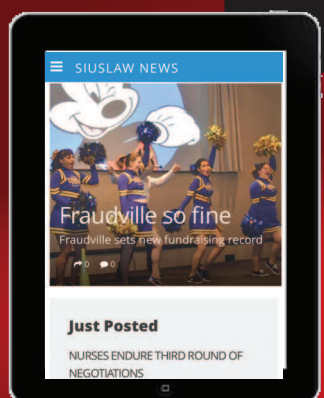 SIUSLAW NEWS
Fraudville so fine
Fraudville sets new fundraising record
0 0
Just Posted
NURSES ENDURE THIRD ROUND OF
NEGOTIATIONS